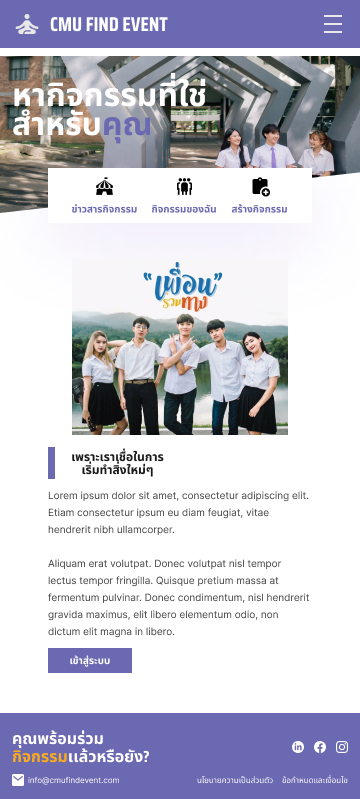 CMU FIND EVENT
หากิจกรรมที่ใช่
สำหรับคุณ
ข่าวสารกิจกรรม กิจกรรมของฉัน สร้างกิจกรรม
“เพื่อน”
ร่วมทาง
เพราะเราเชื่อในการ
เริ่มทำสิ่งใหม่ๆ
Lorem ipsum dolor sit amet, consectetur adipiscing elit.
Etiam consectetur ipsum eu diam feugiat, vitae
hendrerit nibh ullamcorper.
Aliquam erat volutpat. Donec volutpat nisl tempor
lectus tempor fringilla. Quisque pretium massa at
fermentum pulvinar. Donec condimentum, nisl hendrerit
gravida maximus, elit libero elementum odio, non
dictum elit magna in libero.
เข้าสู่ระบบ
คุณพร้อมร่วม
กิจกรรมแล้วหรือยัง?
info@cmufindevent.com นโยบายความเป็นส่วนตัว ข้อกำหนดและเงื่อนไข